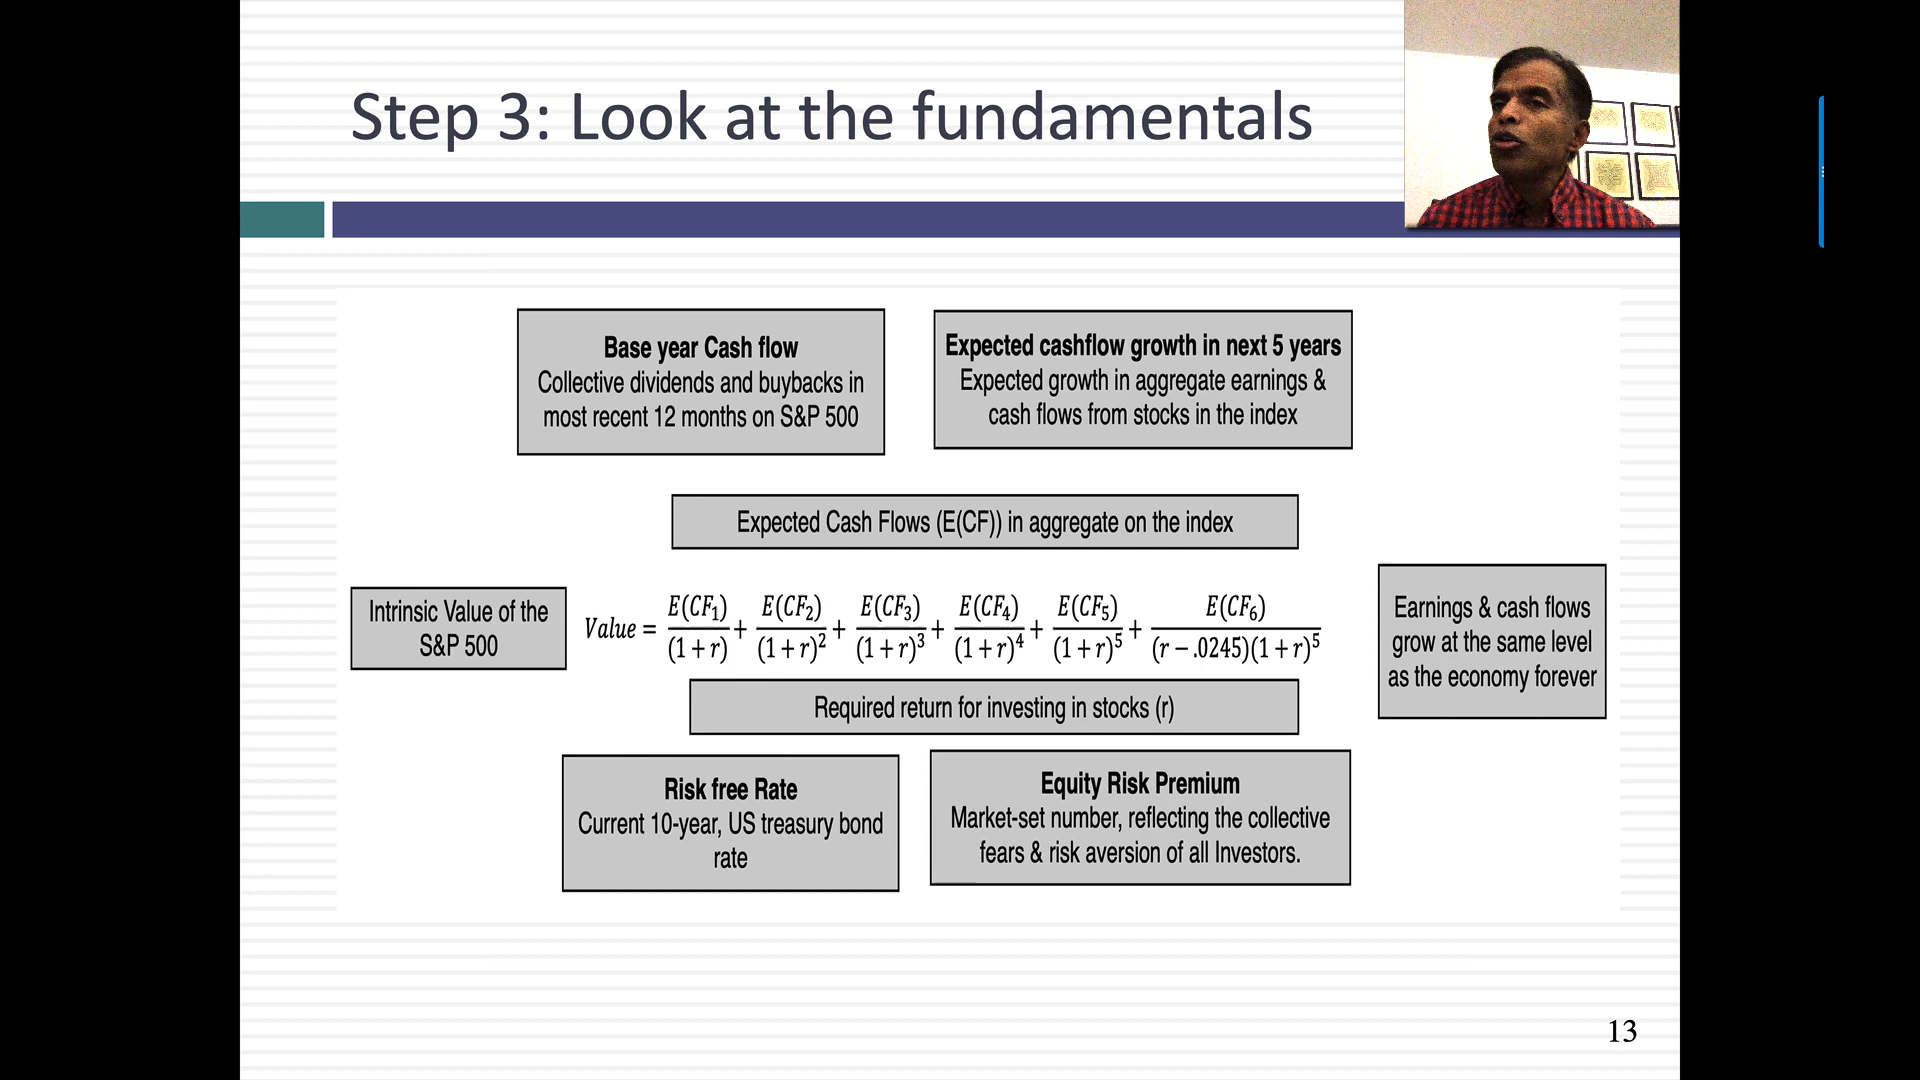 Step 3: Look at the fundamentals
Base year Cash flow
Collective dividends and buybacks in
most recent 12 months on S&P 500
Expected cashflow growth in next 5 years
Expected growth in aggregate earnings &
cash flows from stocks in the index
Expected Cash Flows (E(CF)) in aggregate on the index
Intrinsic Value of the
S&P 500
Value = E(CF₁)/(1+r) + E(CF₂)/(1+r)² + E(CF₃)/(1+r)³ + E(CF₄)/(1+r)⁴ + E(CF₅)/(1+r)⁵ + E(CF₆)/(r−.0245)(1+r)⁵
Earnings & cash flows
grow at the same level
as the economy forever
Required return for investing in stocks (r)
Risk free Rate
Current 10-year, US treasury bond
rate
Equity Risk Premium
Market-set number, reflecting the collective
fears & risk aversion of all Investors.
13